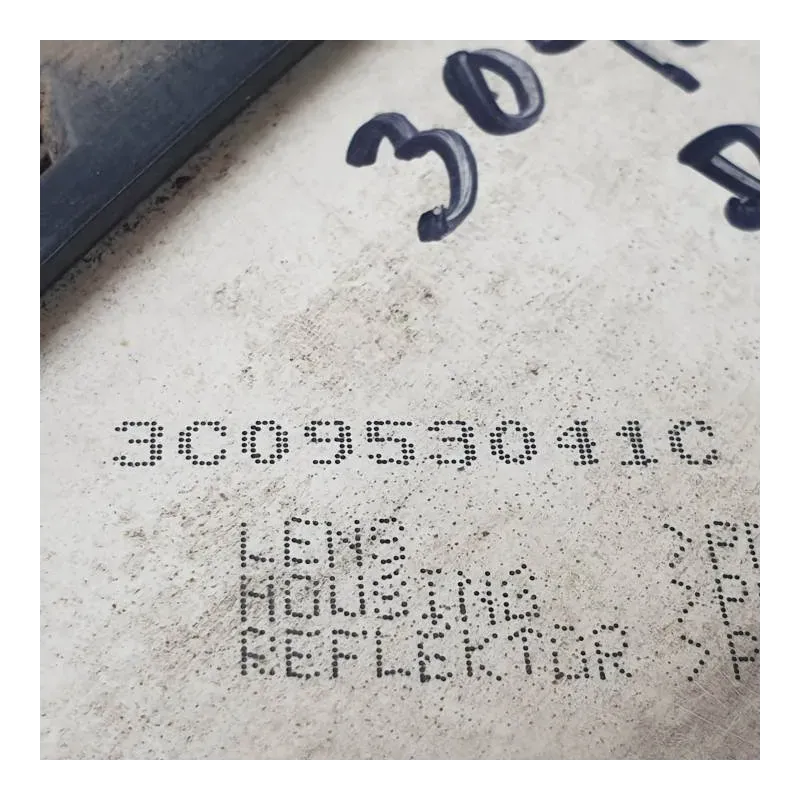 30
3C0953041C
LENS >P
HOUSING >P
REFLEKTOR >P